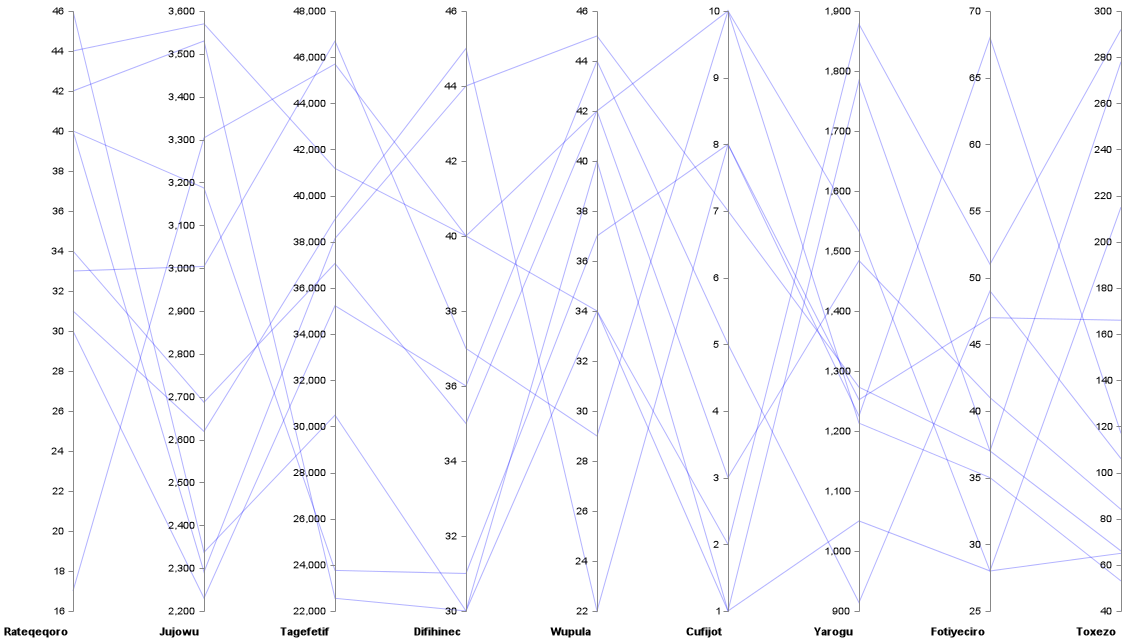 46 44 42 40 38 36 34 32 30 28 26 24 22 20 18 16
3,600 3,500 3,400 3,300 3,200 3,100 3,000 2,900 2,800 2,700 2,600 2,500 2,400 2,300 2,200
48,000 46,000 44,000 42,000 40,000 38,000 36,000 34,000 32,000 30,000 28,000 26,000 24,000 22,000
46 44 42 40 38 36 34 32 30
46 44 42 40 38 36 34 32 30 28 26 24 22
10 9 8 7 6 5 4 3 2 1
1,900 1,800 1,700 1,600 1,500 1,400 1,300 1,200 1,100 1,000 900
70 65 60 55 50 45 40 35 30 25
300 280 260 240 220 200 180 160 140 120 100 80 60 40
Rateqeqoro Jujowu Tagefetif Difihinec Wupula Cufijot Yarogu Fotiyeciro Toxezo